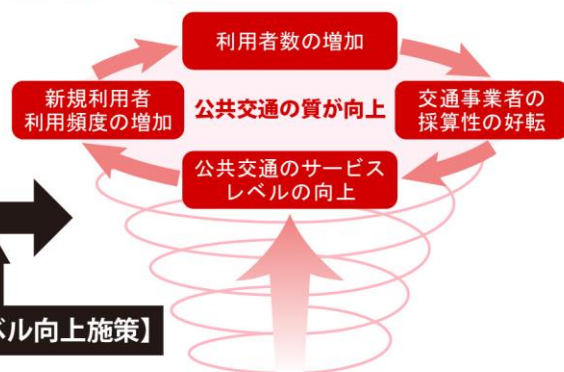 利用者数の増加
新規利用者
利用頻度の増加
公共交通の質が向上
交通事業者の
採算性の好転
公共交通のサービス
レベルの向上
ベル向上施策】